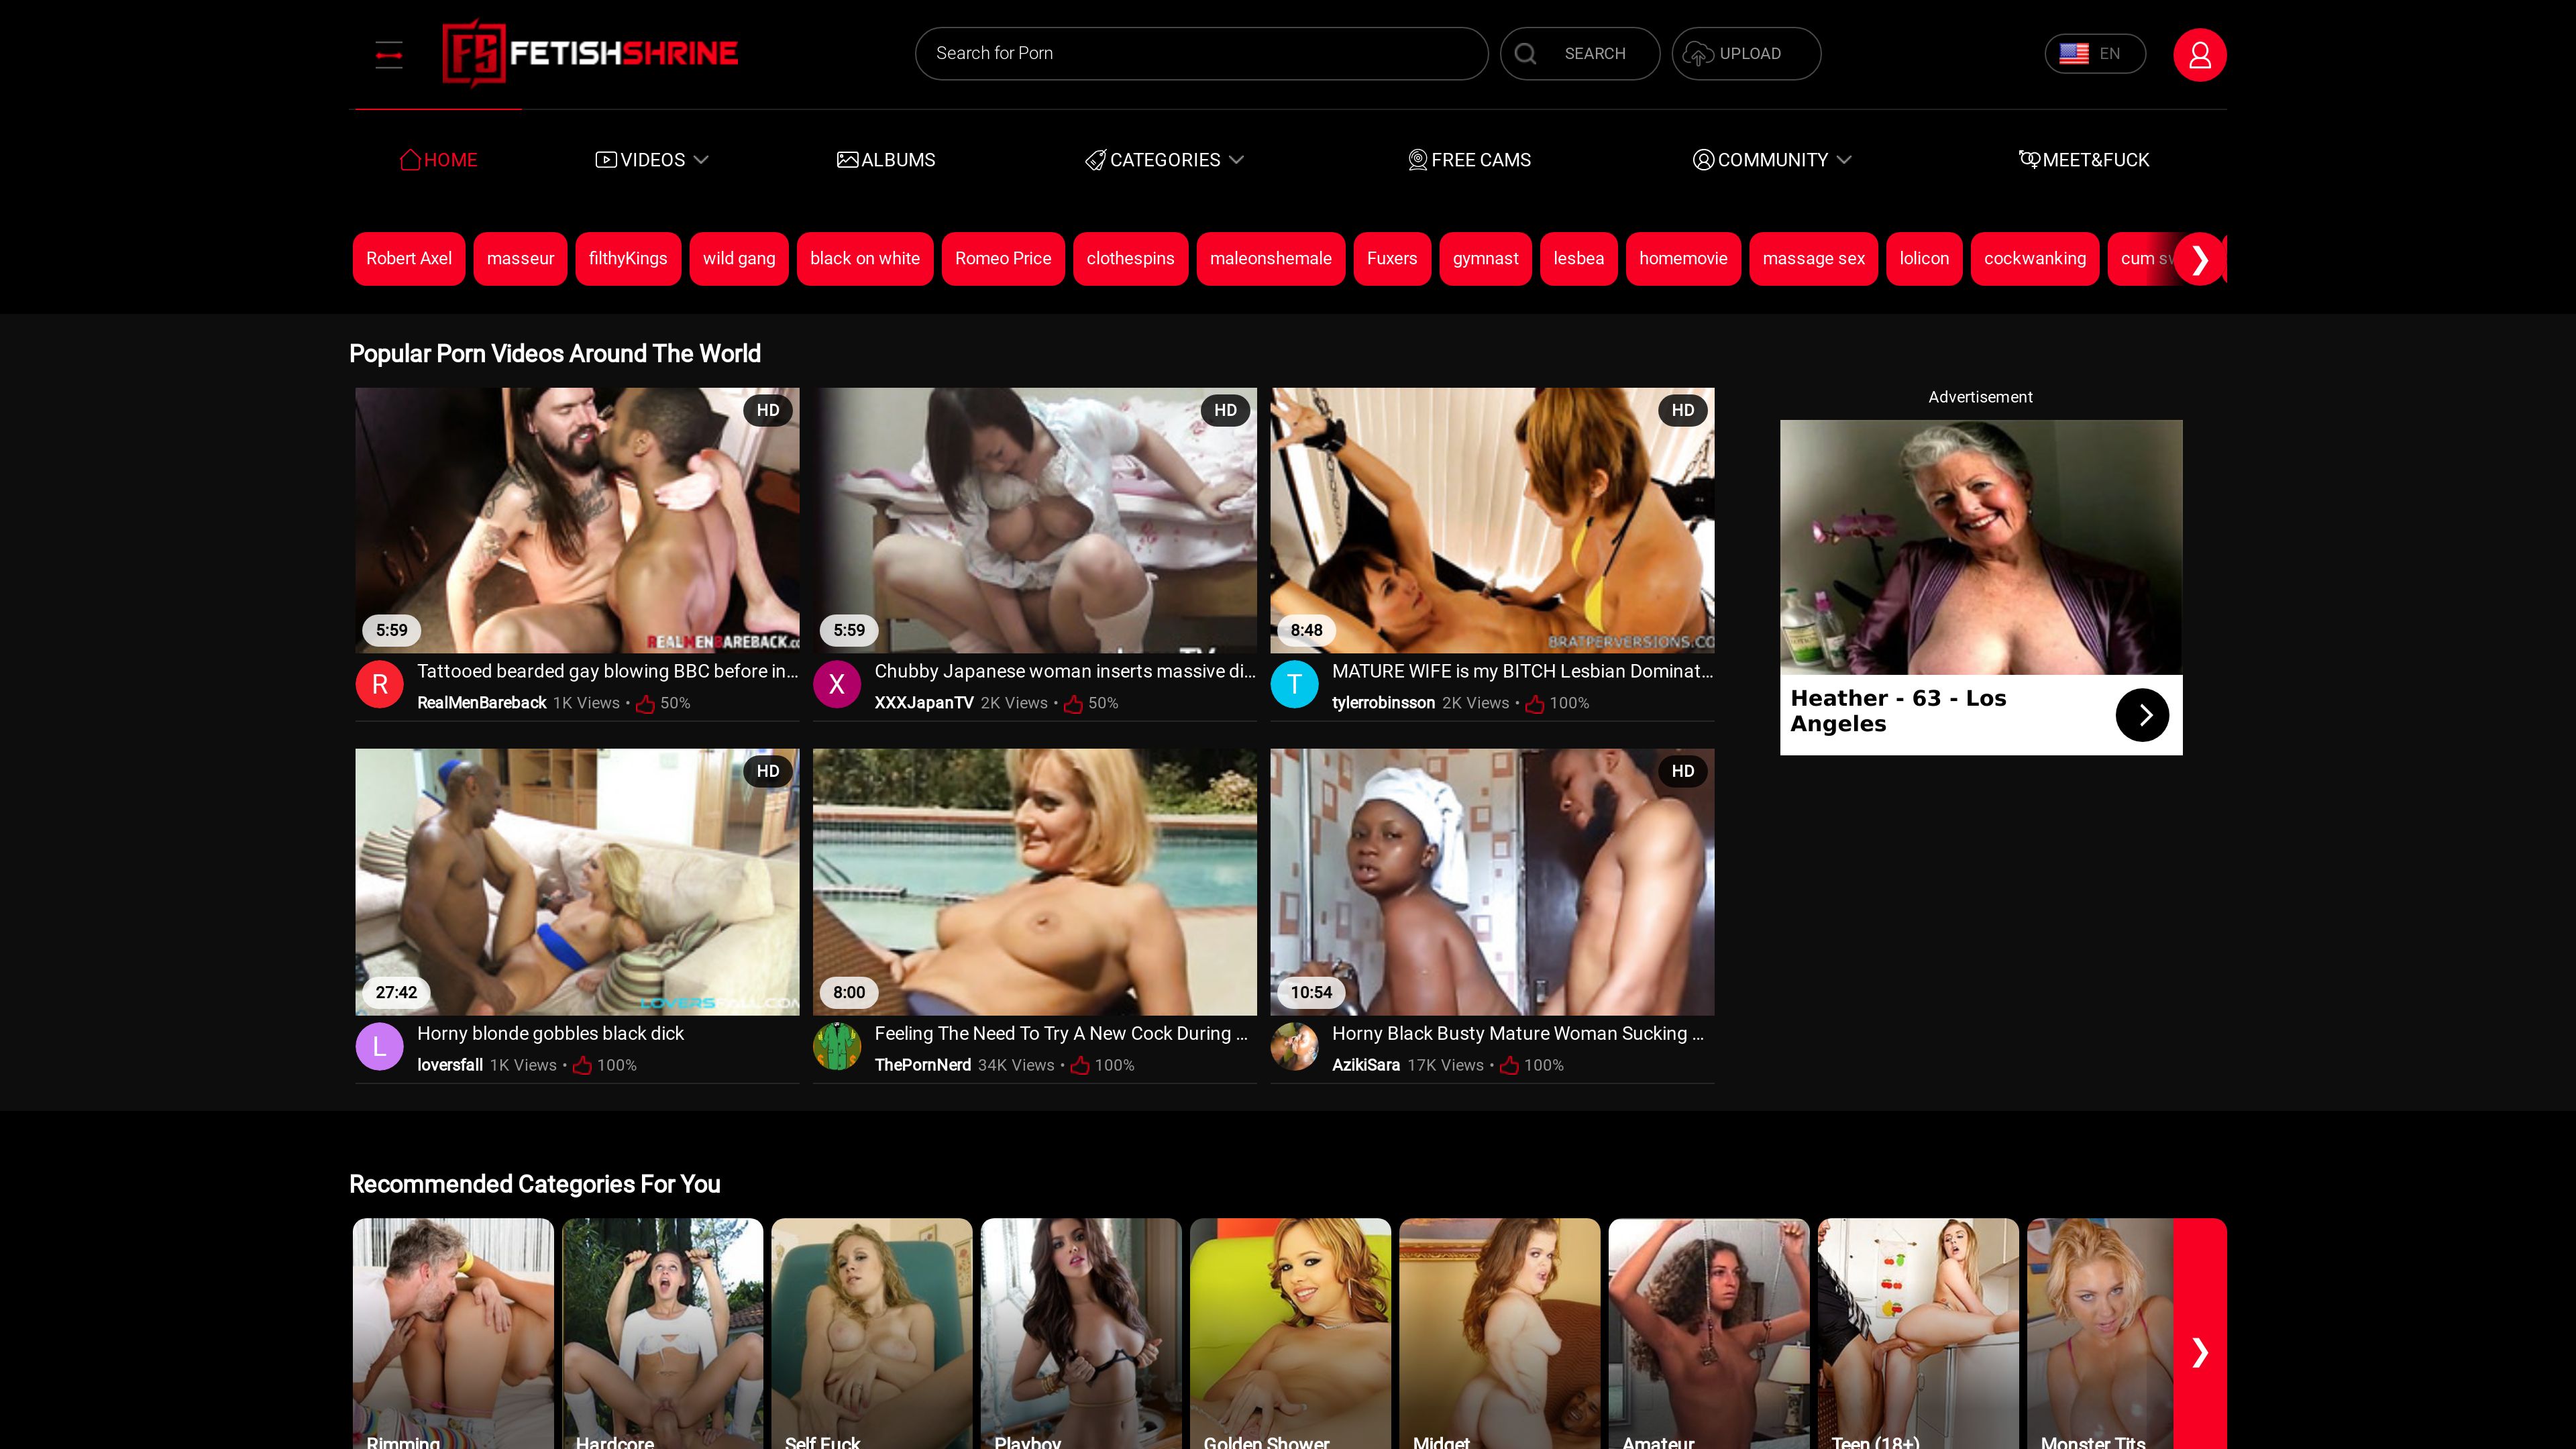 FS FETISHSHRINE
Search for Porn
SEARCH
UPLOAD
EN
HOME
VIDEOS
ALBUMS
CATEGORIES
FREE CAMS
COMMUNITY
MEET&FUCK
Robert Axel
masseur
filthyKings
wild gang
black on white
Romeo Price
clothespins
maleonshemale
Fuxers
gymnast
lesbea
homemovie
massage sex
lolicon
cockwanking
cum
Popular Porn Videos Around The World
HD
5:59
REALMENBAREBACK.co
Tattooed bearded gay blowing BBC before in...
R
RealMenBareback 1K Views • 50%
HD
5:59
Chubby Japanese woman inserts massive di...
X
XXXJapanTV 2K Views • 50%
HD
8:48
BRATPERVERSIONS.CO
MATURE WIFE is my BITCH Lesbian Dominat...
T
tylerrobinsson 2K Views • 100%
Advertisement
Heather - 63 - Los
Angeles
HD
27:42
LOVERSFALL.COM
Horny blonde gobbles black dick
L
loversfall 1K Views • 100%
8:00
Feeling The Need To Try A New Cock During ...
ThePornNerd 34K Views • 100%
HD
10:54
Horny Black Busty Mature Woman Sucking ...
AzikiSara 17K Views • 100%
Recommended Categories For You
Rimming
Hardcore
Self Fuck
Playboy
Golden Shower
Midget
Amateur
Teen (18+)
Monster Tits